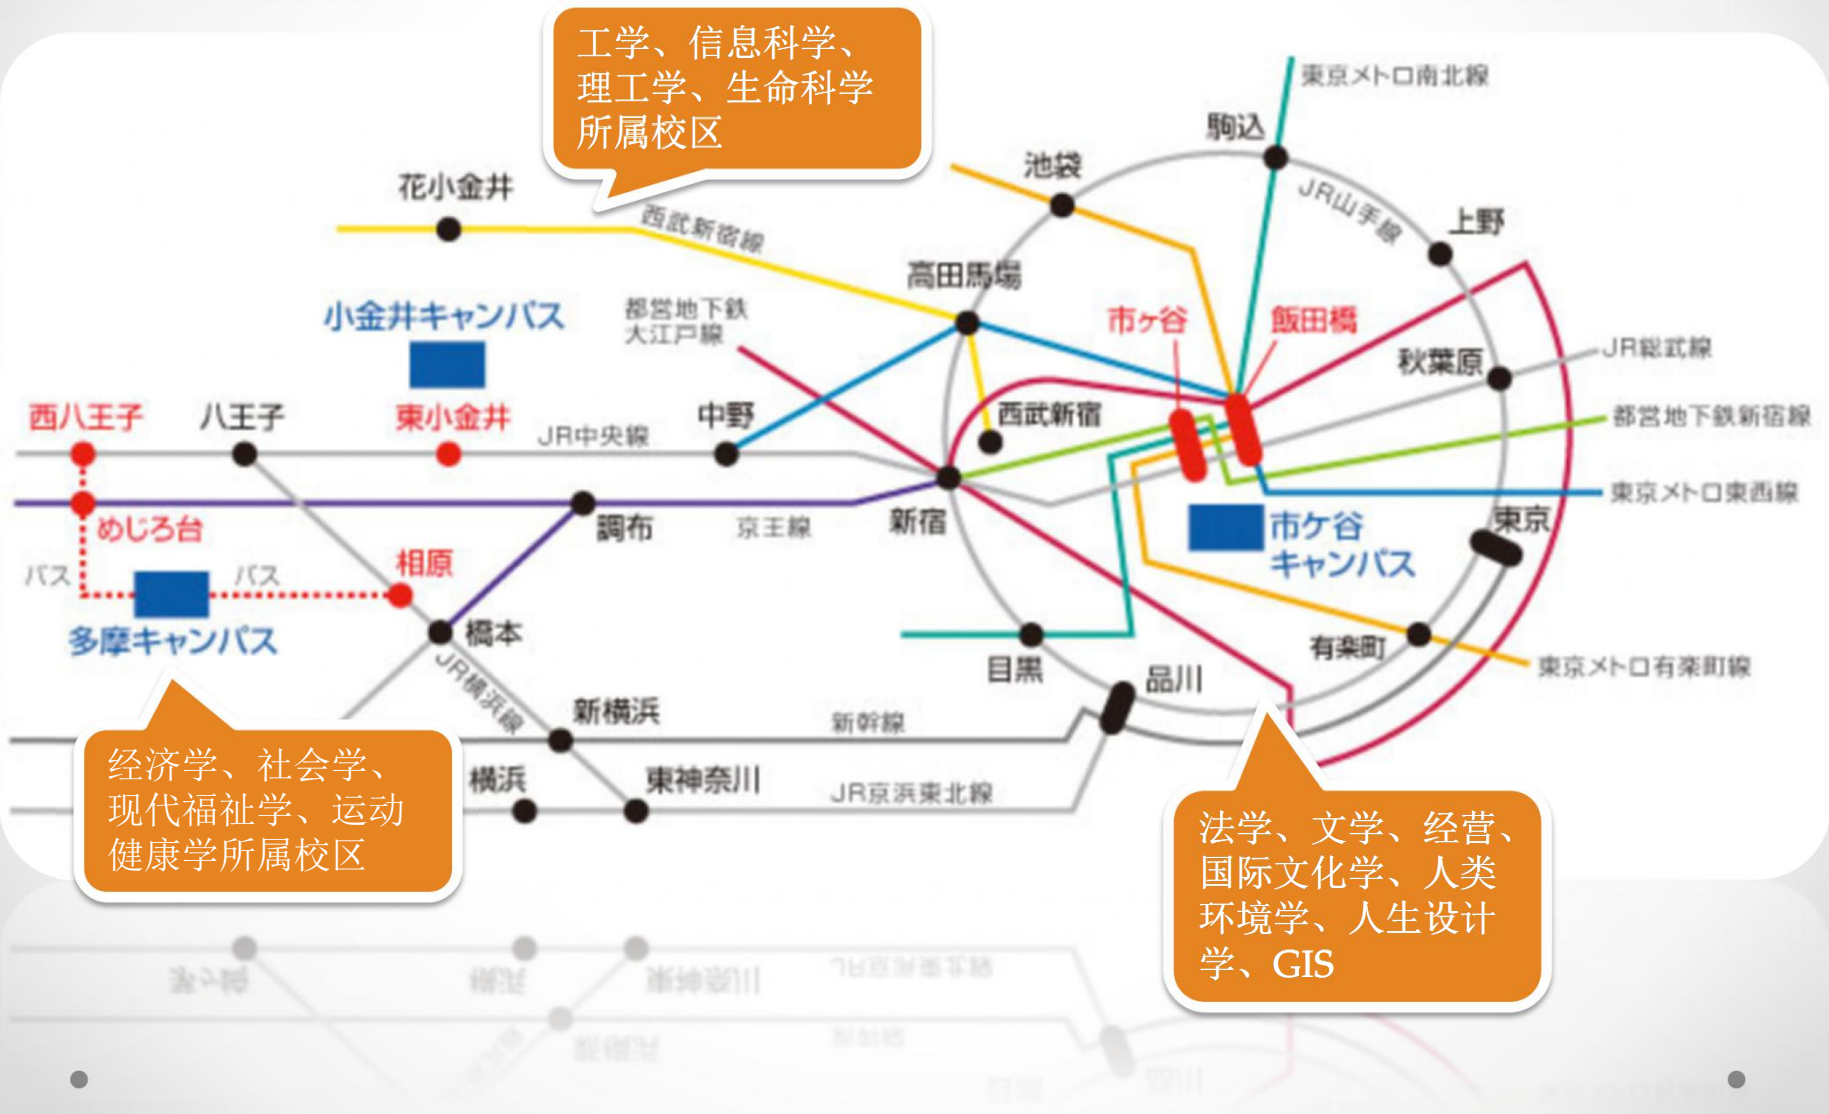 工学、信息科学、
理工学、生命科学
所属校区
東京メトロ南北線
駒込
池袋
JR山手線
上野
花小金井
西武新宿線
高田馬場
小金井キャンパス
都営地下鉄
大江戸線
市ヶ谷
飯田橋
JR総武線
秋葉原
西八王子
八王子
東小金井
JR中央線
中野
西武新宿
都営地下鉄新宿線
東京メトロ東西線
めじろ台
調布
京王線
新宿
市ケ谷
キャンパス
東京
バス
バス
相原
多摩キャンパス
橋本
有楽町
東京メトロ有楽町線
目黒
品川
JR横浜線
新横浜
新幹線
横浜
東神奈川
JR京浜東北線
经济学、社会学、
现代福祉学、运动
健康学所属校区
法学、文学、经营、
国际文化学、人类
环境学、人生设计
学、GIS